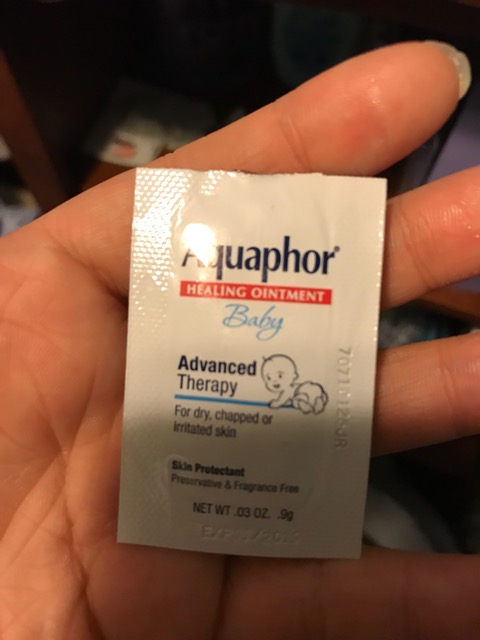 Aquaphor®
HEALING OINTMENT
Baby
Advanced
Therapy
For dry, chapped or
irritated skin
Skin Protectant
Preservative & Fragrance Free
NET WT .03 OZ. .9g